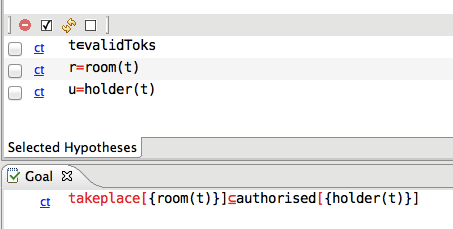 ct t∈validToks
ct r=room(t)
ct u=holder(t)
Selected Hypotheses
Goal
ct takeplace[{room(t)}]⊆authorised[{holder(t)}]